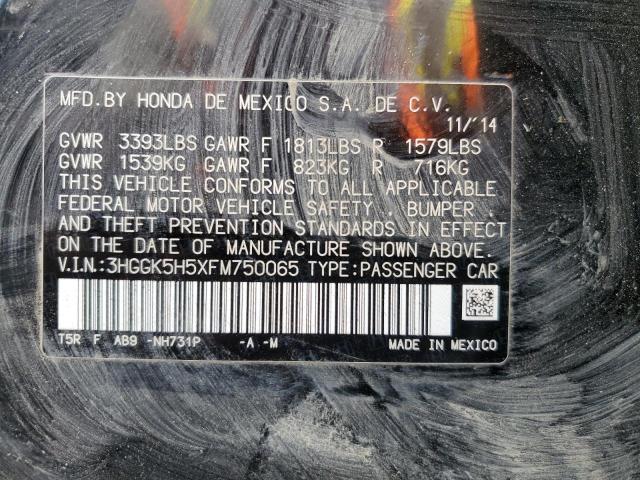 MFD.BY HONDA DE MEXICO S.A. DE C.V.
11/'14
GVWR 3393LBS GAWR F 1813LBS R 1579LBS
GVWR 1539KG GAWR F 823KG R 716KG
THIS VEHICLE CONFORMS TO ALL APPLICABLE
FEDERAL MOTOR VEHICLE SAFETY . BUMPER .
AND THEFT PREVENTION STANDARDS IN EFFECT
ON THE DATE OF MANUFACTURE SHOWN ABOVE.
V.I.N.:3HGGK5H5XFM750065 TYPE:PASSENGER CAR
T5R F AB9 -NH731P -A -M MADE IN MEXICO